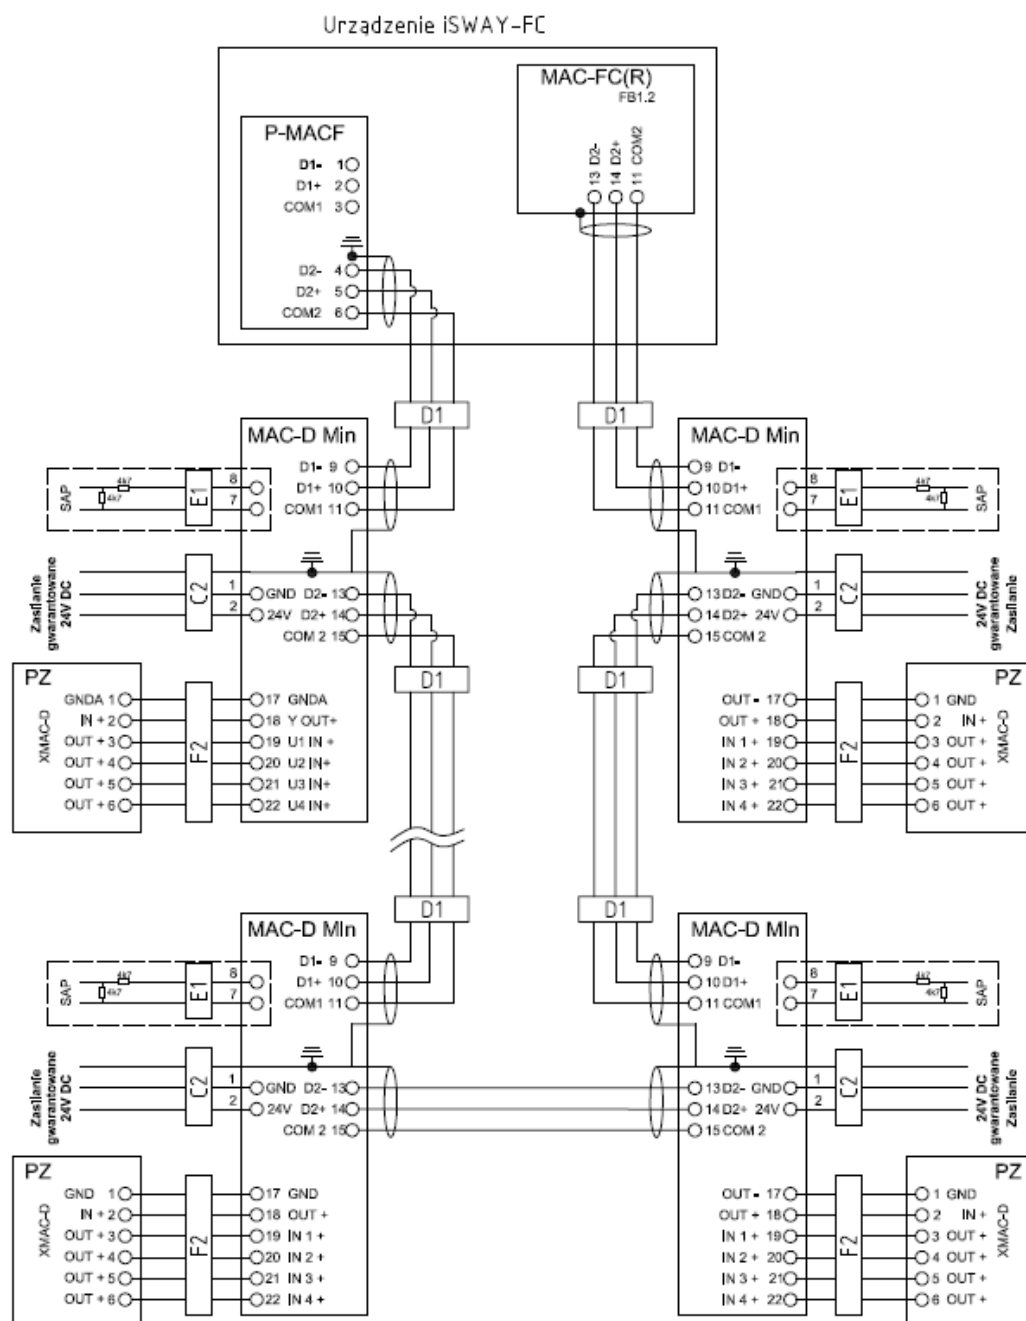 Urządzenie iSWAY-FC
MAC-FC(R)
FB1.2
13 D2-
14 D2+
11 COM2
P-MACF
D1- 1
D1+ 2
COM1 3
D2- 4
D2+ 5
COM2 6
D1
D1
MAC-D Min
D1- 9
D1+ 10
COM1 11
SAP
4k7
4k7
E1
8
7
Zasilanie
gwarantowane
24V DC
C2
1
2
GND D2- 13
24V D2+ 14
COM 2 15
MAC-D Min
9 D1-
10 D1+
11 COM1
8
7
E1
4k7
4k7
SAP
13 D2- GND
14 D2+ 24V
15 COM 2
1
2
C2
24V DC
gwarantowane
Zasilanie
D1
D1
PZ
XMAC-D
GNDA 1
IN + 2
OUT + 3
OUT + 4
OUT + 5
OUT + 6
F2
17 GNDA
18 Y OUT+
19 U1 IN +
20 U2 IN+
21 U3 IN+
22 U4 IN+
OUT - 17
OUT + 18
IN 1 + 19
IN 2 + 20
IN 3 + 21
IN 4 + 22
F2
PZ
XMAC-D
1 GND
2 IN +
3 OUT +
4 OUT +
5 OUT +
6 OUT +
D1
D1
MAC-D MIn
D1- 9
D1+ 10
COM1 11
SAP
4k7
4k7
E1
8
7
Zasilanie
gwarantowane
24V DC
C2
1
2
GND D2- 13
24V D2+ 14
COM 2 15
MAC-D MIn
9 D1-
10 D1+
11 COM1
8
7
E1
4k7
4k7
SAP
13 D2- GND
14 D2+ 24V
15 COM 2
1
2
C2
24V DC
gwarantowane
Zasilanie
PZ
XMAC-D
GND 1
IN + 2
OUT + 3
OUT + 4
OUT + 5
OUT + 6
F2
17 GND
18 OUT +
19 IN 1 +
20 IN 2 +
21 IN 3 +
22 IN 4 +
OUT - 17
OUT + 18
IN 1 + 19
IN 2 + 20
IN 3 + 21
IN 4 + 22
F2
PZ
XMAC-D
1 GND
2 IN +
3 OUT +
4 OUT +
5 OUT +
6 OUT +